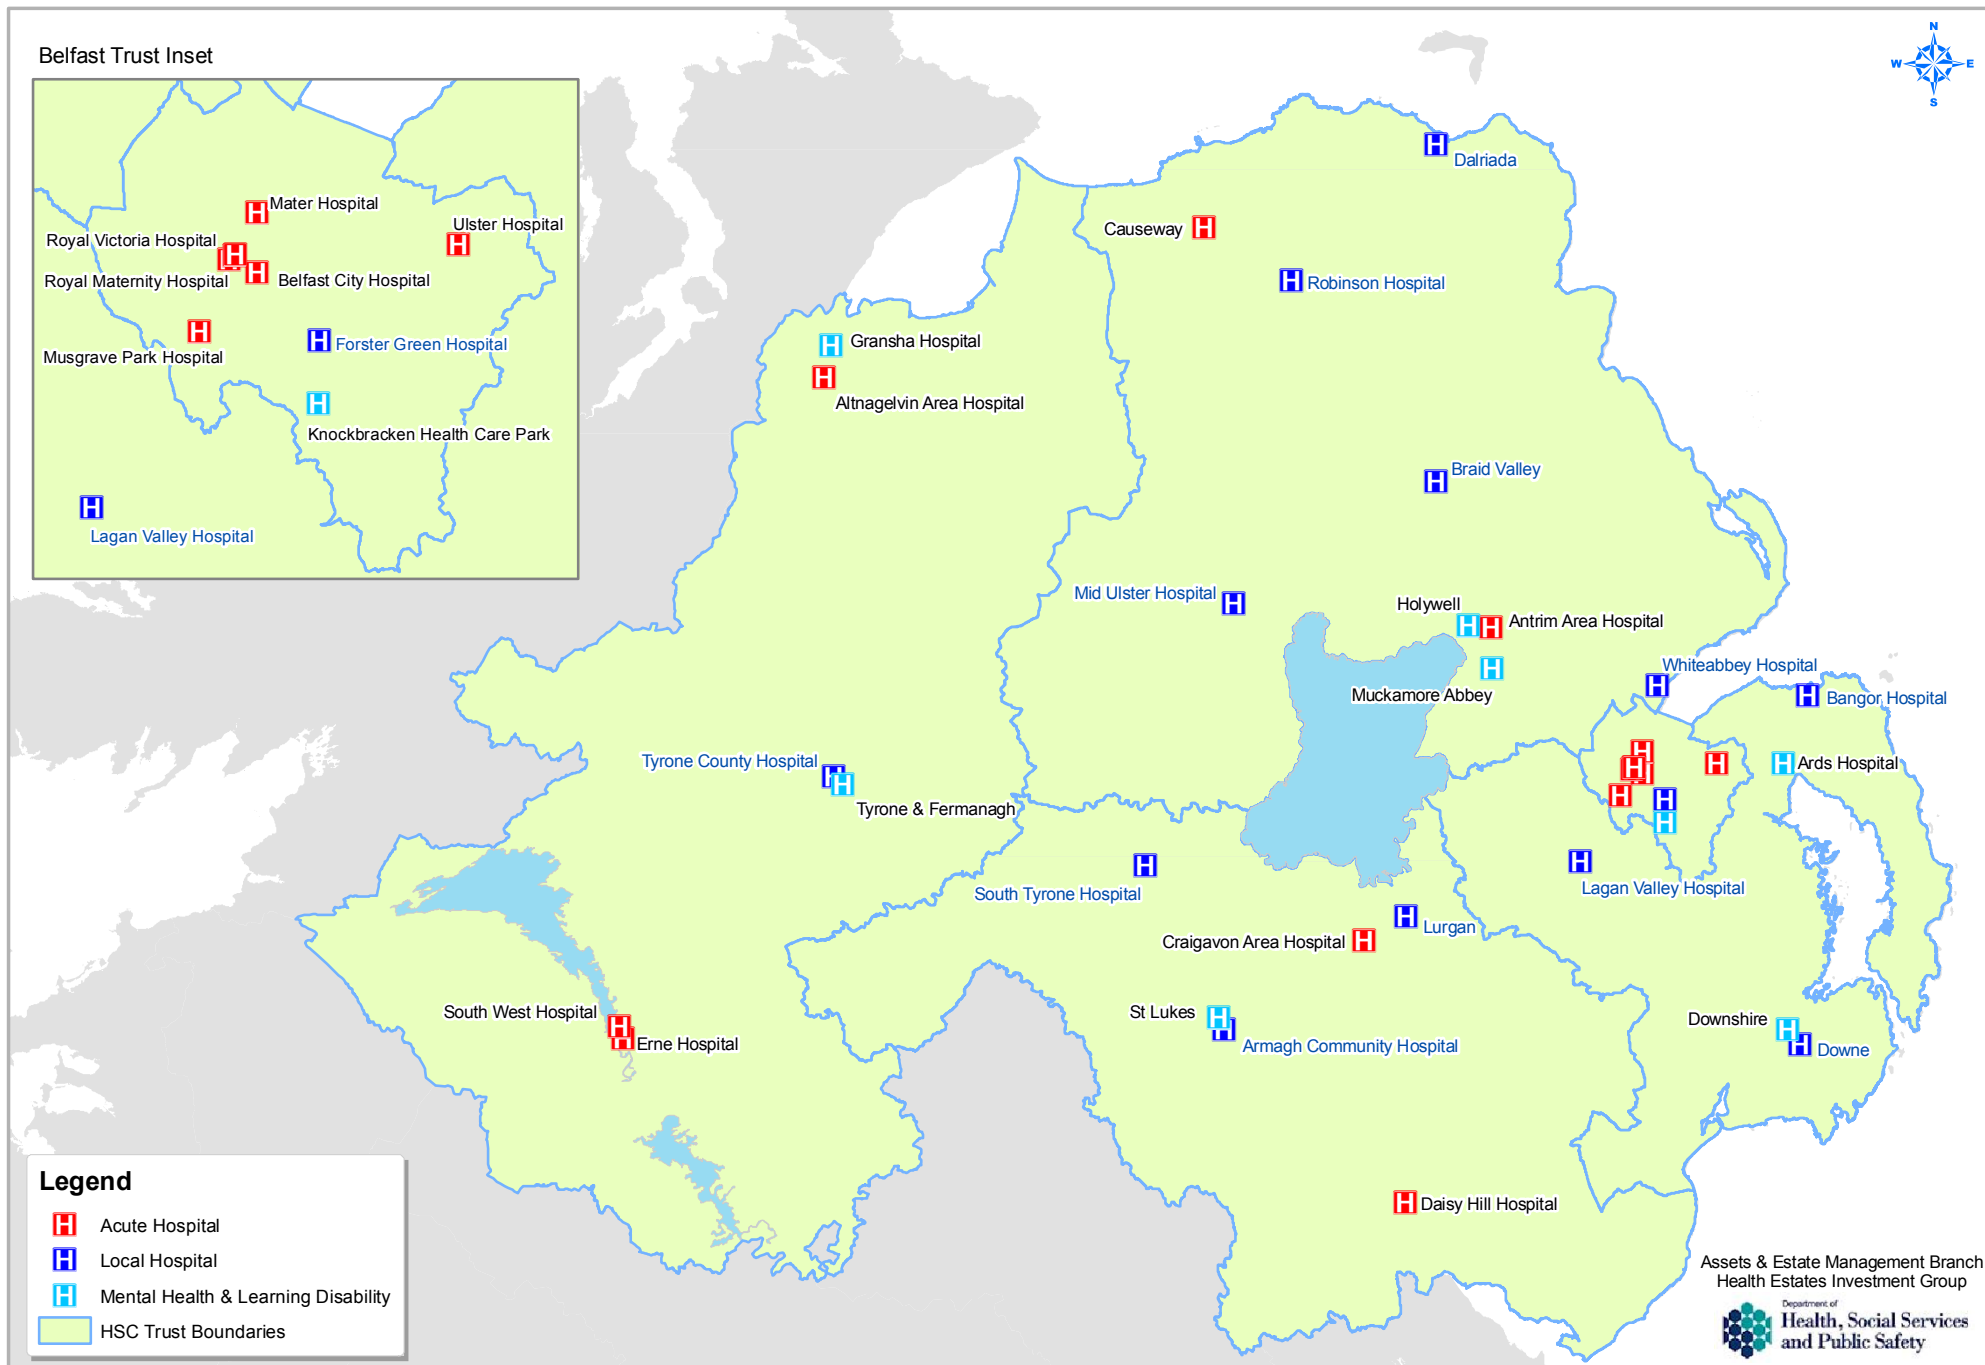 Belfast Trust Inset
Mater Hospital
Ulster Hospital
Royal Victoria Hospital
Royal Maternity Hospital
Belfast City Hospital
Musgrave Park Hospital
Forster Green Hospital
Knockbracken Health Care Park
Lagan Valley Hospital
N
W
E
S
Dalriada
Causeway
Robinson Hospital
Gransha Hospital
Altnagelvin Area Hospital
Braid Valley
Mid Ulster Hospital
Holywell
Antrim Area Hospital
Muckamore Abbey
Whiteabbey Hospital
Bangor Hospital
Tyrone County Hospital
Tyrone & Fermanagh
Ards Hospital
South Tyrone Hospital
Lagan Valley Hospital
Lurgan
Craigavon Area Hospital
South West Hospital
Erne Hospital
St Lukes
Armagh Community Hospital
Downshire
Downe
Daisy Hill Hospital
Legend
H Acute Hospital
H Local Hospital
H Mental Health & Learning Disability
HSC Trust Boundaries
Assets & Estate Management Branch
Health Estates Investment Group
Department of
Health, Social Services
and Public Safety